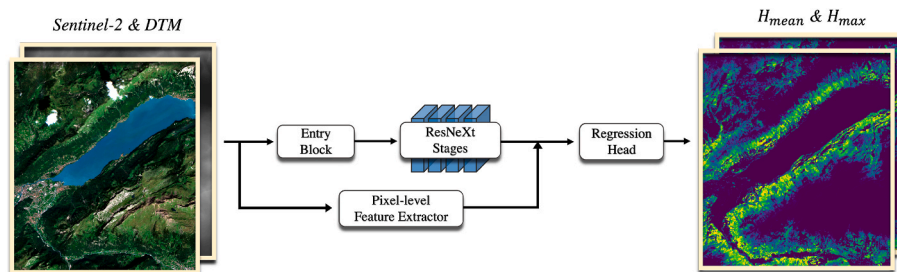 Sentinel-2 & DTM
H_mean & H_max
Entry
Block
ResNeXt
Stages
Regression
Head
Pixel-level
Feature Extractor